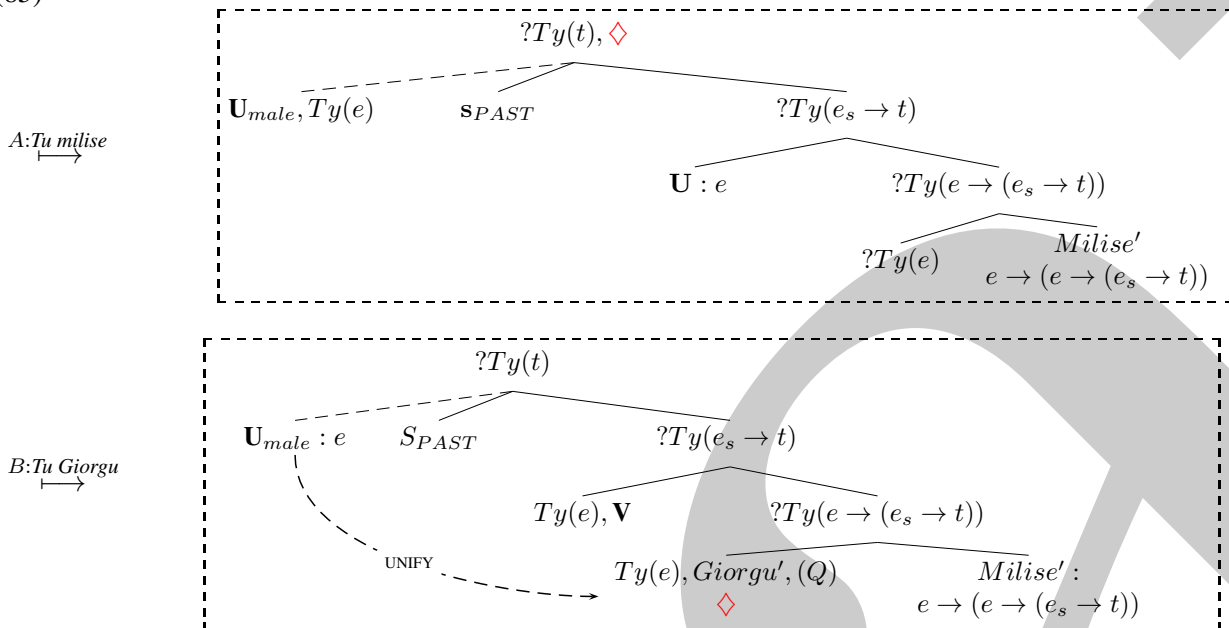 ?Ty(t), ♢
U_male, Ty(e) s_PAST ?Ty(e_s → t)
A:Tu milise
⟼
U : e ?Ty(e → (e_s → t))
?Ty(e) Milise′
e → (e → (e_s → t))
?Ty(t)
U_male : e S_PAST ?Ty(e_s → t)
B:Tu Giorgu
⟼
Ty(e), V ?Ty(e → (e_s → t))
UNIFY
Ty(e), Giorgu′, (Q) Milise′ :
♢ e → (e → (e_s → t))